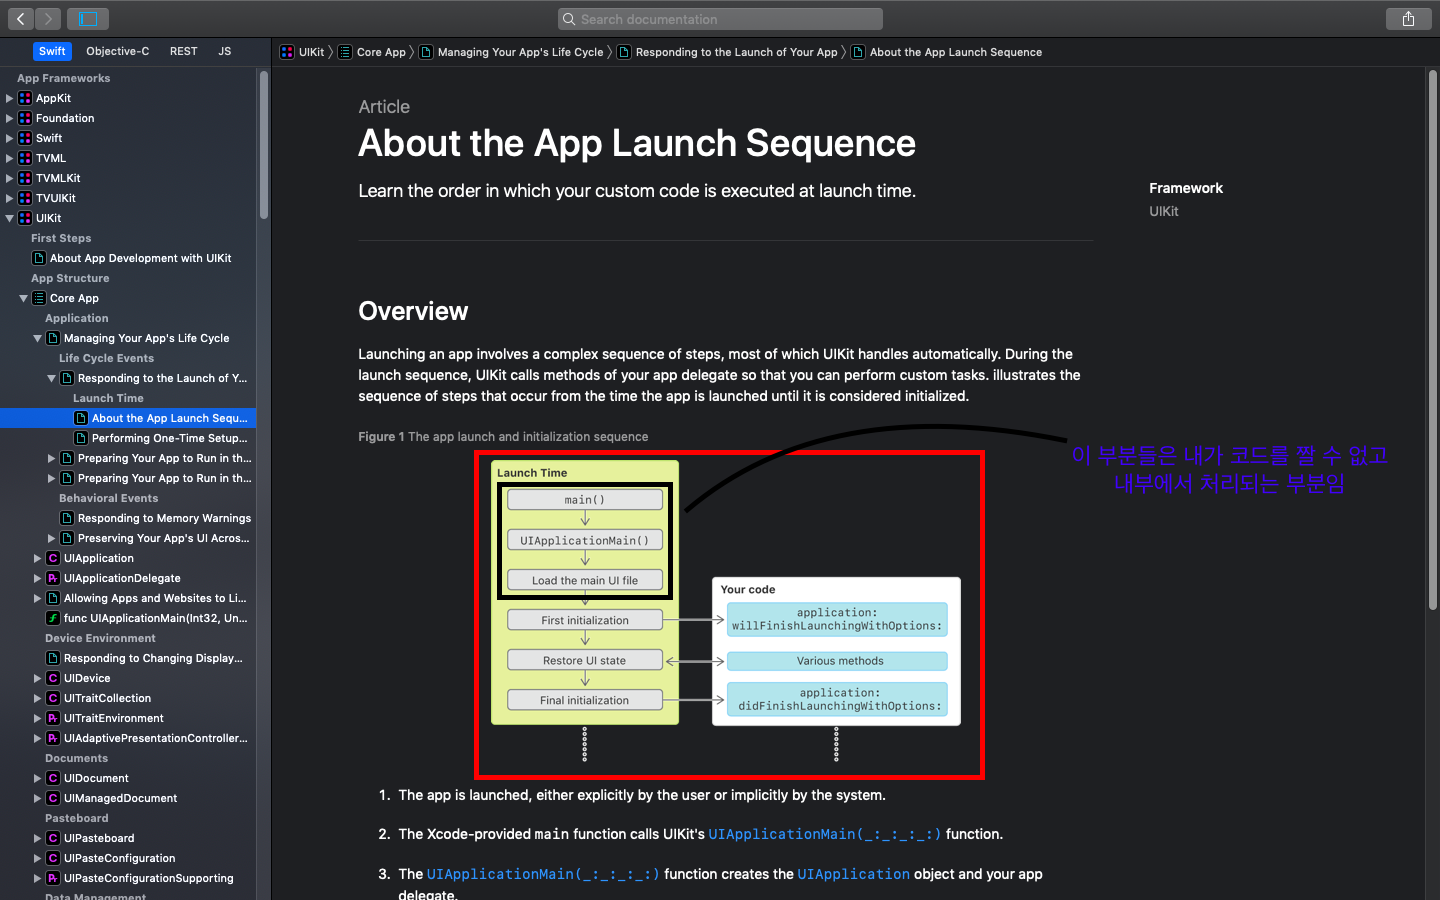 Search documentation
Swift
Objective-C
REST
JS
UIKit
Core App
Managing Your App's Life Cycle
Responding to the Launch of Your App
About the App Launch Sequence
App Frameworks
AppKit
Foundation
Swift
TVML
TVMLKit
TVUIKit
UIKit
First Steps
About App Development with UIKit
App Structure
Core App
Application
Managing Your App's Life Cycle
Life Cycle Events
Responding to the Launch of Y...
Launch Time
About the App Launch Sequ...
Performing One-Time Setup...
Preparing Your App to Run in th...
Preparing Your App to Run in th...
Behavioral Events
Responding to Memory Warnings
Preserving Your App's UI Acros...
C UIApplication
Pr UIApplicationDelegate
Allowing Apps and Websites to Li...
f func UIApplicationMain(Int32, Un...
Device Environment
Responding to Changing Display...
C UIDevice
C UITraitCollection
Pr UITraitEnvironment
Pr UIAdaptivePresentationController...
Documents
C UIDocument
C UIManagedDocument
Pasteboard
C UIPasteboard
C UIPasteConfiguration
Pr UIPasteConfigurationSupporting
Data Management
Article
About the App Launch Sequence
Learn the order in which your custom code is executed at launch time.
Framework
UIKit
Overview
Launching an app involves a complex sequence of steps, most of which UIKit handles automatically. During the
launch sequence, UIKit calls methods of your app delegate so that you can perform custom tasks. illustrates the
sequence of steps that occur from the time the app is launched until it is considered initialized.
Figure 1 The app launch and initialization sequence
이 부분들은 내가 코드를 짤 수 없고
내부에서 처리되는 부분임
Launch Time
main()
UIApplicationMain()
Load the main UI file
First initialization
Restore UI state
Final initialization
Your code
application:
willFinishLaunchingWithOptions:
Various methods
application:
didFinishLaunchingWithOptions:
1. The app is launched, either explicitly by the user or implicitly by the system.
2. The Xcode-provided main function calls UIKit's UIApplicationMain(_:_:_:_:) function.
3. The UIApplicationMain(_:_:_:_:) function creates the UIApplication object and your app
delegate.